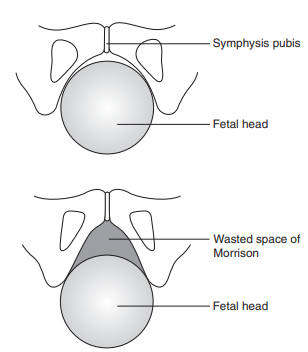 Symphysis pubis
Fetal head
Wasted space of
Morrison
Fetal head